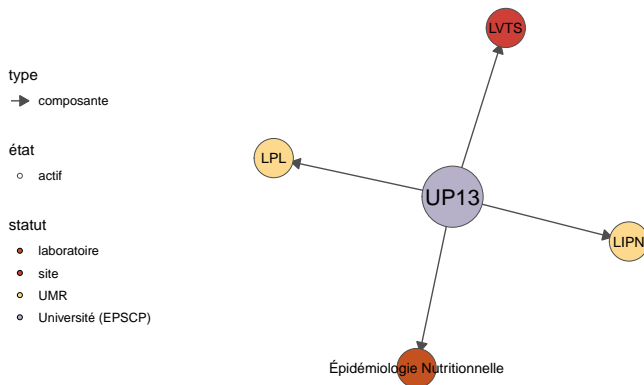 type
composante
état
actif
statut
laboratoire
site
UMR
Université (EPSCP)
LVTS
LPL
UP13
LIPN
Épidémiologie Nutritionnelle